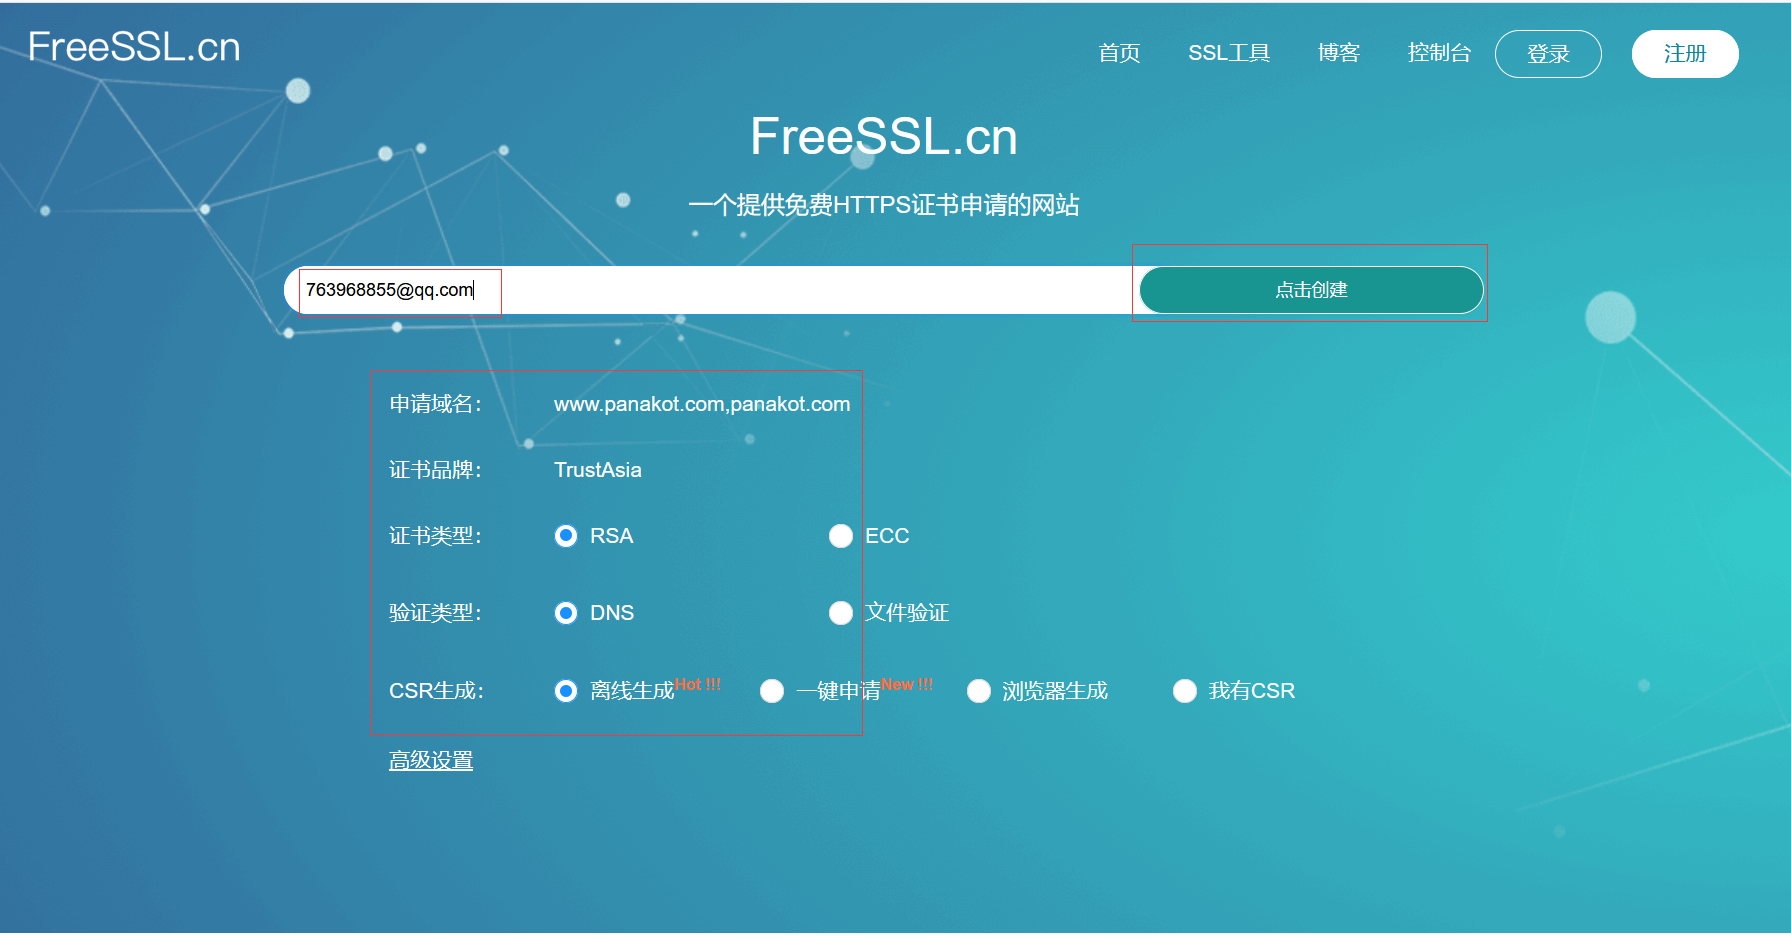 FreeSSL.cn
首页 SSL工具 博客 控制台 登录 注册
FreeSSL.cn
一个提供免费HTTPS证书申请的网站
763968855@qq.com 点击创建
申请域名： www.panakot.com,panakot.com
证书品牌： TrustAsia
证书类型： RSA ECC
验证类型： DNS 文件验证
CSR生成： 离线生成Hot !!! 一键申请New !!! 浏览器生成 我有CSR
高级设置